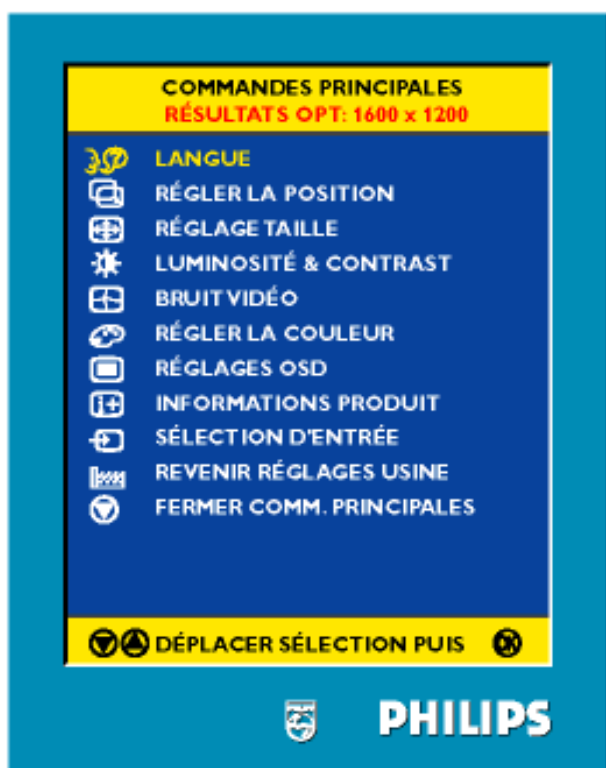 COMMANDES PRINCIPALES
RÉSULTATS OPT: 1600 x 1200
LANGUE
RÉGLER LA POSITION
RÉGLAGE TAILLE
LUMINOSITÉ & CONTRAST
BRUIT VIDÉO
RÉGLER LA COULEUR
RÉGLAGES OSD
INFORMATIONS PRODUIT
SÉLECTION D'ENTRÉE
REVENIR RÉGLAGES USINE
FERMER COMM. PRINCIPALES
DÉPLACER SÉLECTION PUIS OK
PHILIPS